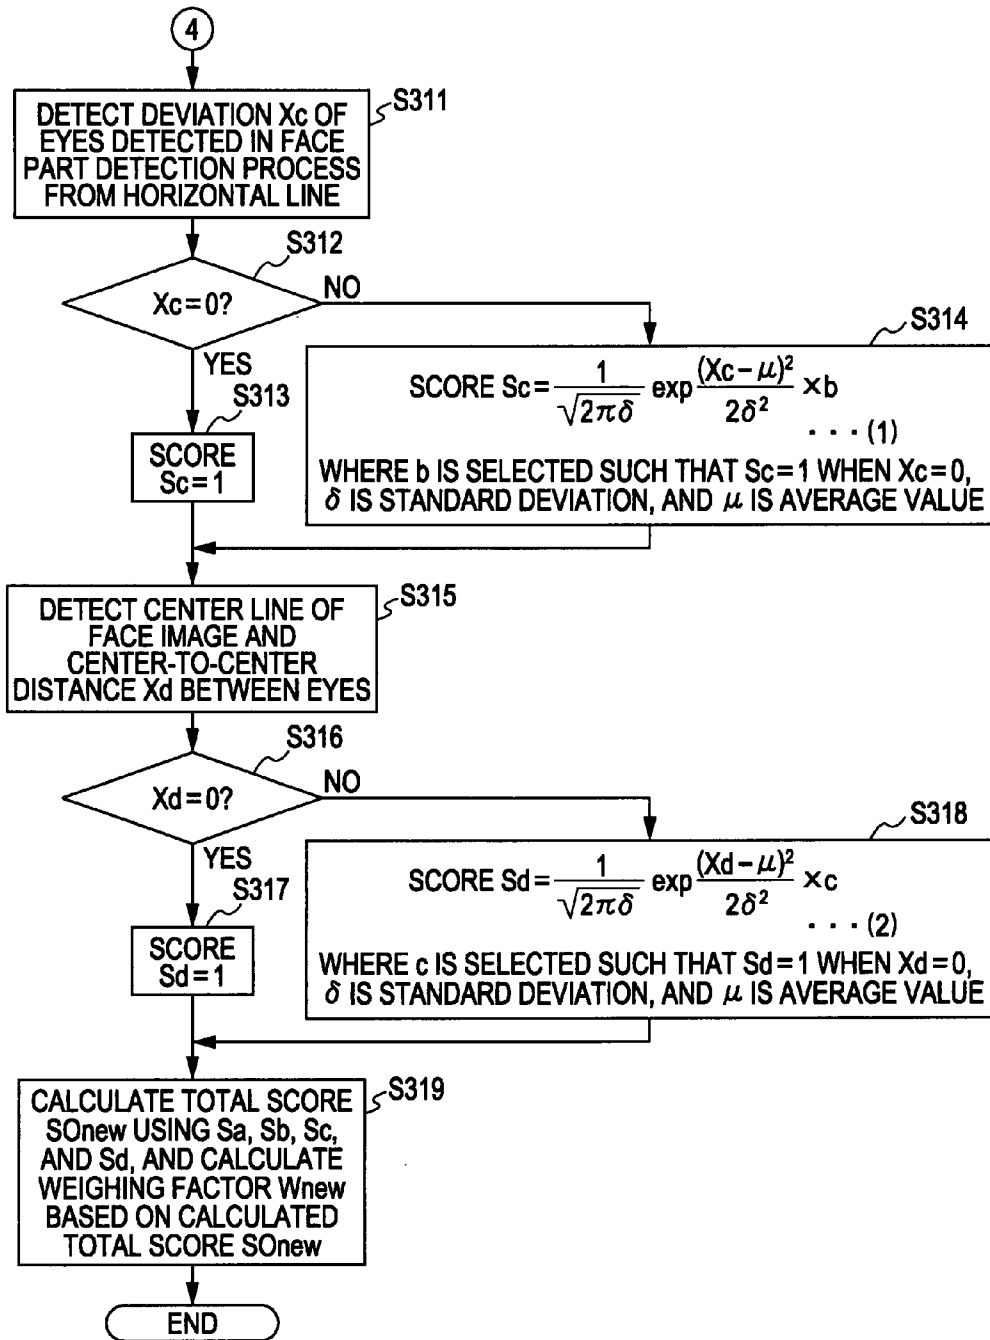 4
DETECT DEVIATION Xc OF
EYES DETECTED IN FACE
PART DETECTION PROCESS
FROM HORIZONTAL LINE
S311
S312
Xc=0?
NO
YES
S313
SCORE
Sc=1
S314
SCORE Sc= 1/√2πδ exp (Xc-μ)²/2δ² ×b
· · · (1)
WHERE b IS SELECTED SUCH THAT Sc=1 WHEN Xc=0,
δ IS STANDARD DEVIATION, AND μ IS AVERAGE VALUE
DETECT CENTER LINE OF
FACE IMAGE AND
CENTER-TO-CENTER
DISTANCE Xd BETWEEN EYES
S315
S316
Xd=0?
NO
YES
S317
SCORE
Sd=1
S318
SCORE Sd= 1/√2πδ exp (Xd-μ)²/2δ² ×c
· · · (2)
WHERE c IS SELECTED SUCH THAT Sd=1 WHEN Xd=0,
δ IS STANDARD DEVIATION, AND μ IS AVERAGE VALUE
CALCULATE TOTAL SCORE
SOnew USING Sa, Sb, Sc,
AND Sd, AND CALCULATE
WEIGHING FACTOR Wnew
BASED ON CALCULATED
TOTAL SCORE SOnew
S319
END